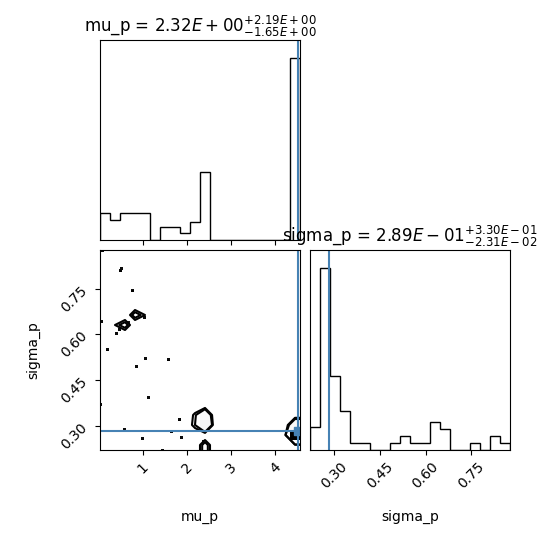 mu_p = 2.32E + 00+2.19E+00−1.65E+00
sigma_p = 2.89E − 01+3.30E−01−2.31E−02
sigma_p
0.75
0.60
0.45
0.30
1 2 3 4
0.30 0.45 0.60 0.75
mu_p
sigma_p